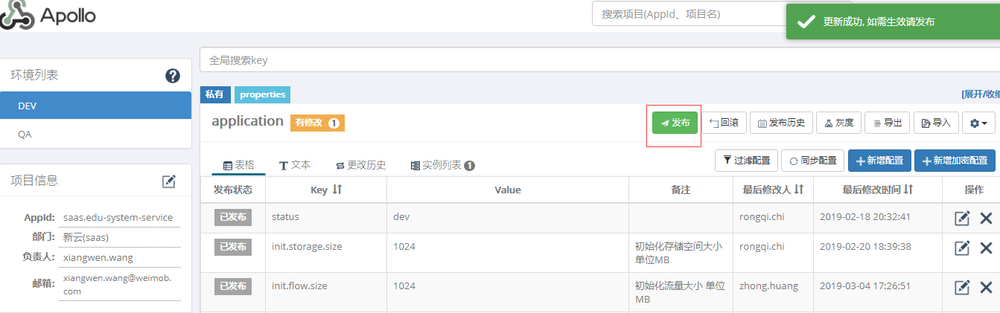 Apollo
搜索项目(AppId、项目名)
更新成功, 如需生效请发布
环境列表
?
DEV
QA
项目信息
AppId: saas.edu-system-service
部门: 新云(saas)
负责人: xiangwen.wang
邮箱: xiangwen.wang@weimob.
com
全局搜索key
私有 properties [展开/收缩
application 有修改 1 发布 回滚 发布历史 灰度 导出 导入
表格 文本 更改历史 实例列表 1 过滤配置 同步配置 新增配置 新增加密配置
发布状态 Key Value 备注 最后修改人 最后修改时间 操作
已发布 status dev rongqi.chi 2019-02-18 20:32:41
已发布 init.storage.size 1024 初始化存储空间大小 rongqi.chi 2019-02-20 18:39:38
单位MB
已发布 init.flow.size 1024 初始化流量大小 单位 zhong.huang 2019-03-04 17:26:51
MB